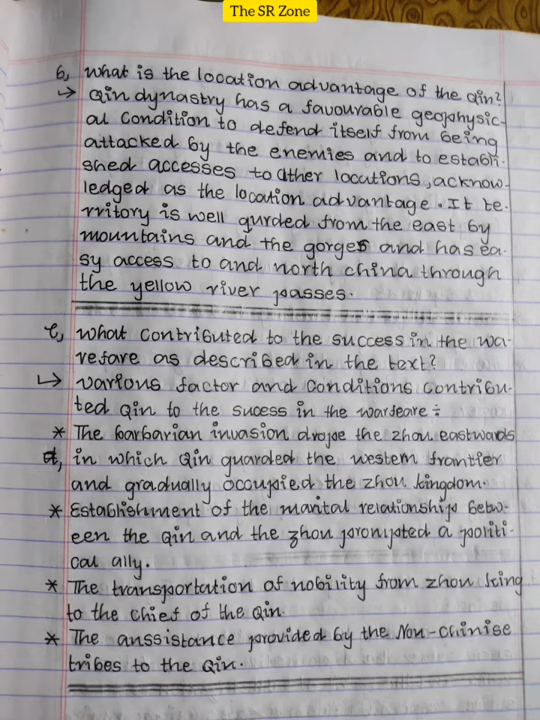 The SR Zone
6, what is the location advantage of the qin?
→ Qin dynastry has a favourable geophysic-
al condition to defend itself from being
attacked by the enemies and to establi-
shed accesses to other locations, acknow-
ledged as the location advantage. It te-
rritory is well gurded from the east by
mountains and the gorges and has ea-
sy access to and north china through
the yellow river passes.
c, what contributed to the success in the wa-
refare as described in the text?
→ various factor and conditions contribu-
ted Qin to the sucess in the warfeare :
* The barbarian invasion drope the zhou eastwards
in which Qin guarded the western frontier
and gradually occupied the zhou kingdom.
* Establishment of the marital relationship betw-
een the qin and the zhou prompted a politi-
cal ally.
* The transportation of nobirity from zhou king
to the chief of the Qin.
* The anssistance provided by the Non-chinise
tribes to the Qin.